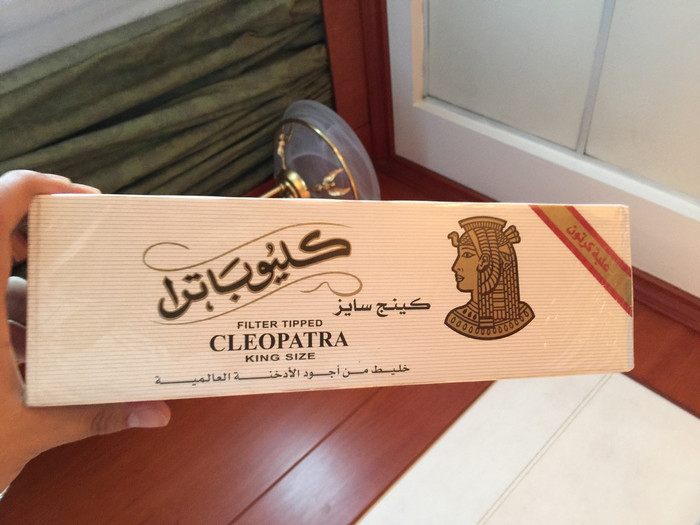 كليوباترا
كينج سايز
FILTER TIPPED
CLEOPATRA
KING SIZE
خليط من أجود الأدخنة العالمية
علبة كرتون